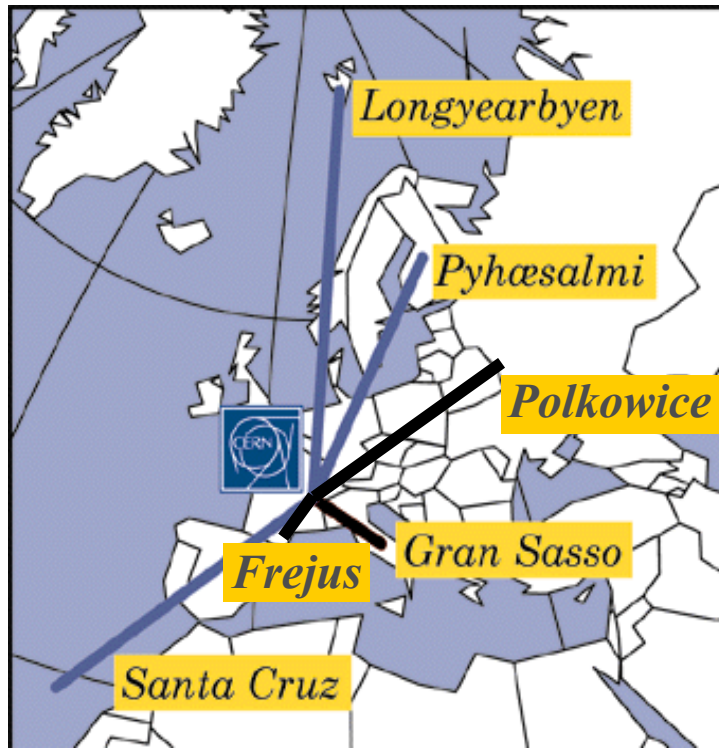 Longyearbyen
Pyhæsalmi
Polkowice
CERN
Gran Sasso
Frejus
Santa Cruz